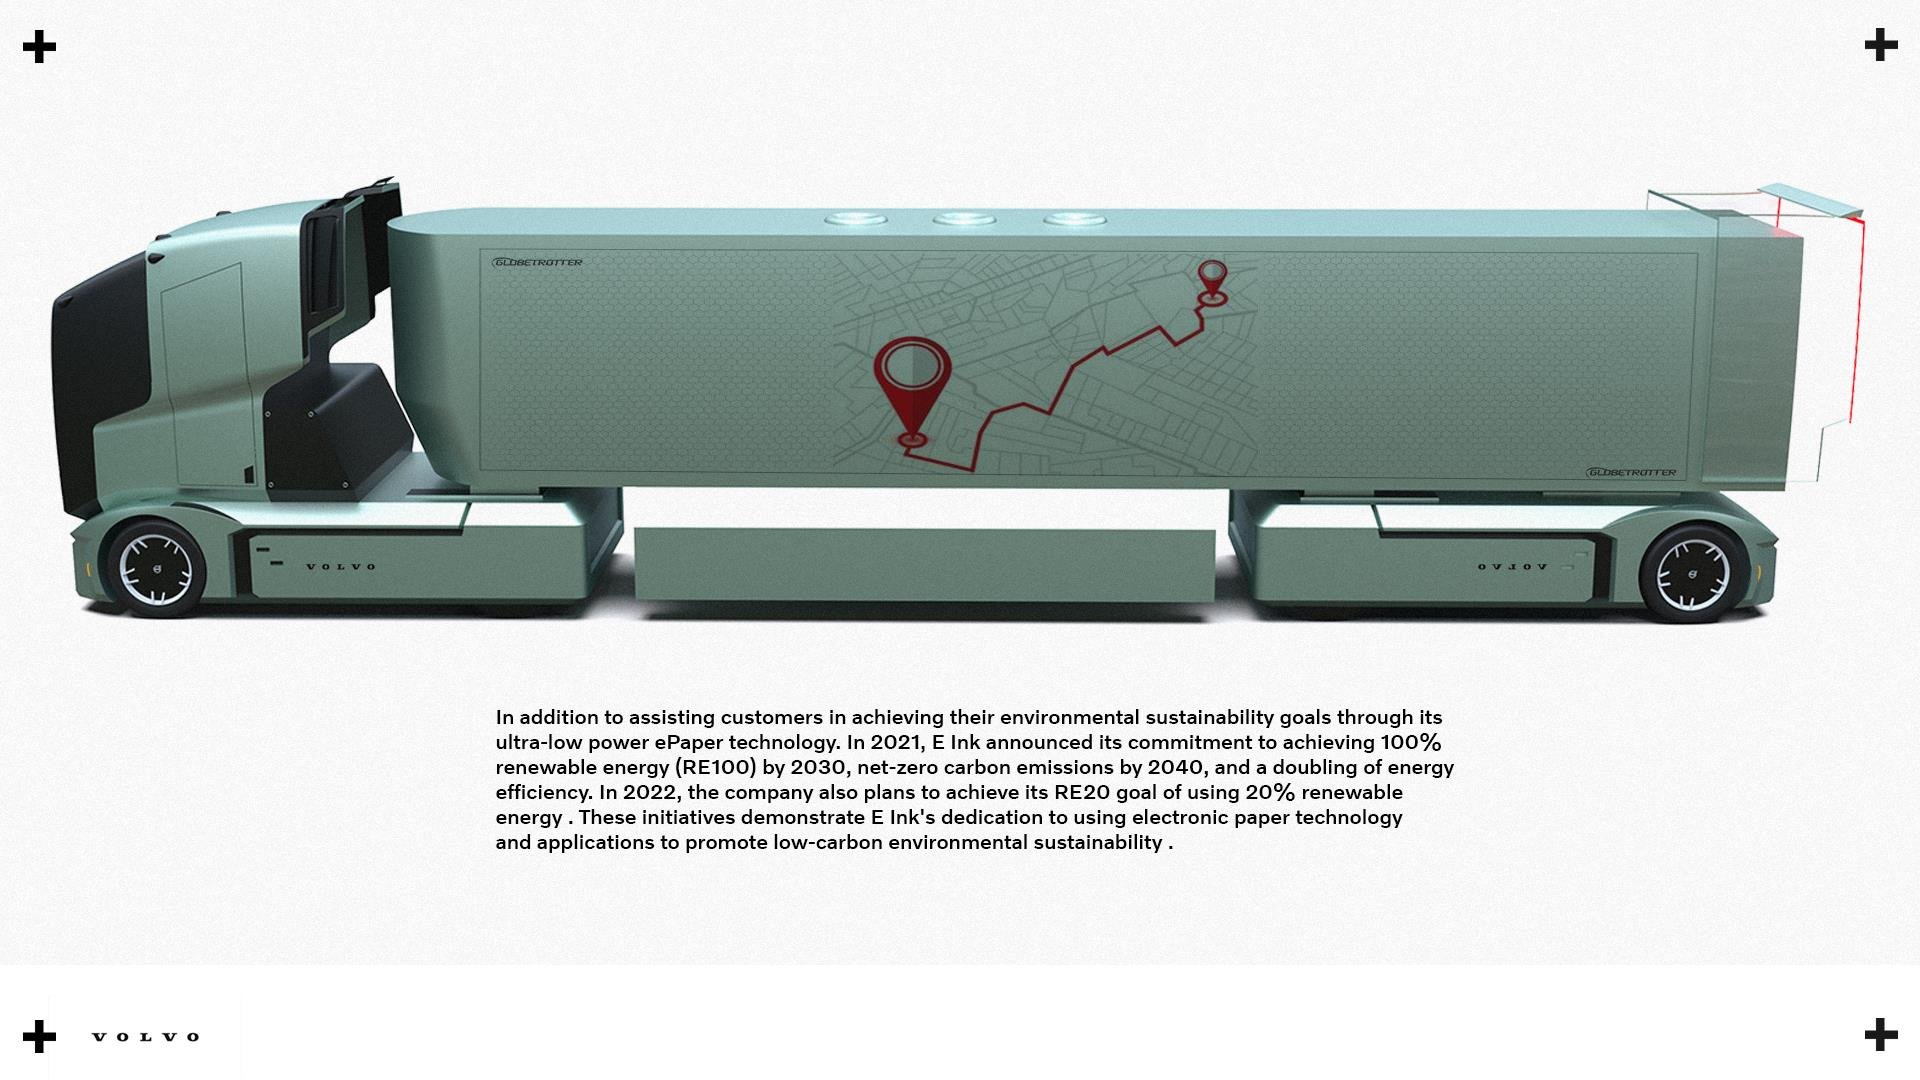 GLOBETROTTER
GLOBETROTTER
VOLVO
VOLVO
In addition to assisting customers in achieving their environmental sustainability goals through its
ultra-low power ePaper technology. In 2021, E Ink announced its commitment to achieving 100%
renewable energy (RE100) by 2030, net-zero carbon emissions by 2040, and a doubling of energy
efficiency. In 2022, the company also plans to achieve its RE20 goal of using 20% renewable
energy . These initiatives demonstrate E Ink's dedication to using electronic paper technology
and applications to promote low-carbon environmental sustainability .
VOLVO